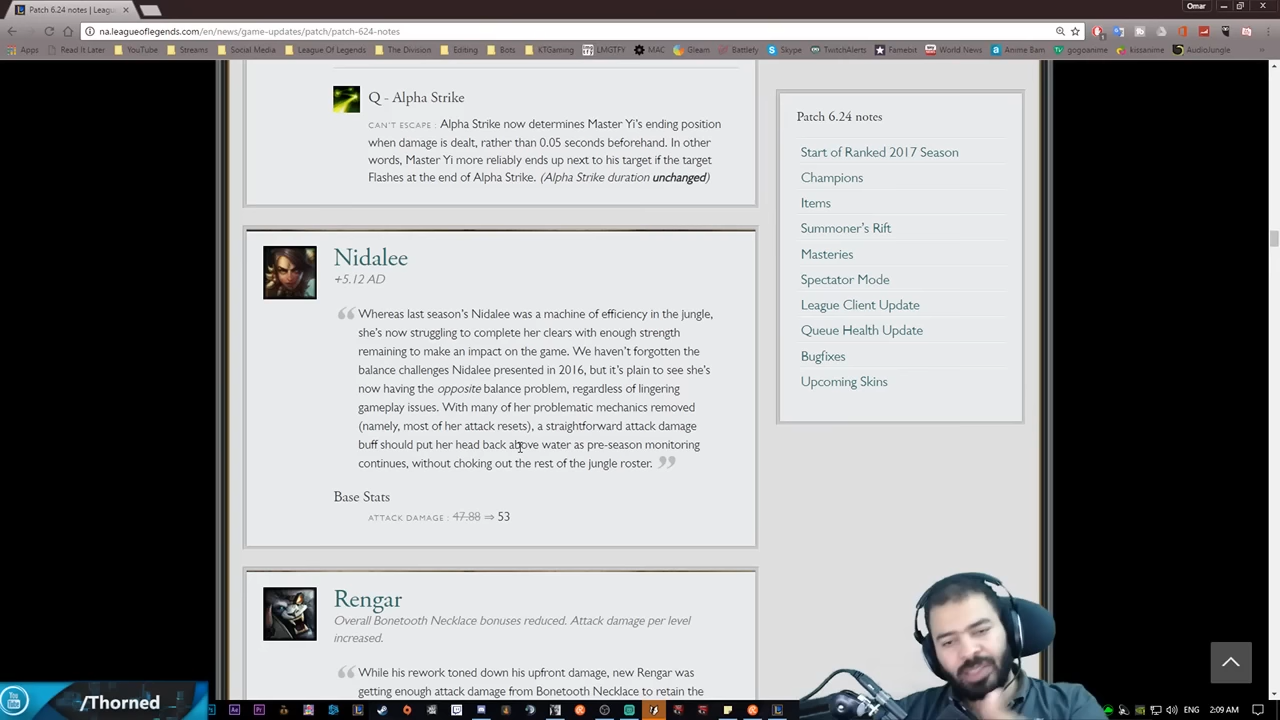 Patch 6.24 notes | Leagu
Omar
na.leagueoflegends.com/en/news/game-updates/patch/patch-624-notes
Apps Read It Later YouTube Streams Social Media League Of Legends The Division Editing Bots KTGaming LMGTFY MAC Gleam Battlefy Skype TwitchAlerts Famebit World News Anime Bam gogoanime kissanime AudioJungle
Q - Alpha Strike
CAN'T ESCAPE : Alpha Strike now determines Master Yi's ending position
when damage is dealt, rather than 0.05 seconds beforehand. In other
words, Master Yi more reliably ends up next to his target if the target
Flashes at the end of Alpha Strike. (Alpha Strike duration unchanged)
Nidalee
+5.12 AD
Whereas last season's Nidalee was a machine of efficiency in the jungle,
she's now struggling to complete her clears with enough strength
remaining to make an impact on the game. We haven't forgotten the
balance challenges Nidalee presented in 2016, but it's plain to see she's
now having the opposite balance problem, regardless of lingering
gameplay issues. With many of her problematic mechanics removed
(namely, most of her attack resets), a straightforward attack damage
buff should put her head back above water as pre-season monitoring
continues, without choking out the rest of the jungle roster.
Base Stats
ATTACK DAMAGE : 47.88 ⇒ 53
Rengar
Overall Bonetooth Necklace bonuses reduced. Attack damage per level
increased.
While his rework toned down his upfront damage, new Rengar was
getting enough attack damage from Bonetooth Necklace to retain the
Patch 6.24 notes
Start of Ranked 2017 Season
Champions
Items
Summoner's Rift
Masteries
Spectator Mode
League Client Update
Queue Health Update
Bugfixes
Upcoming Skins
/Thorned
2:09 AM